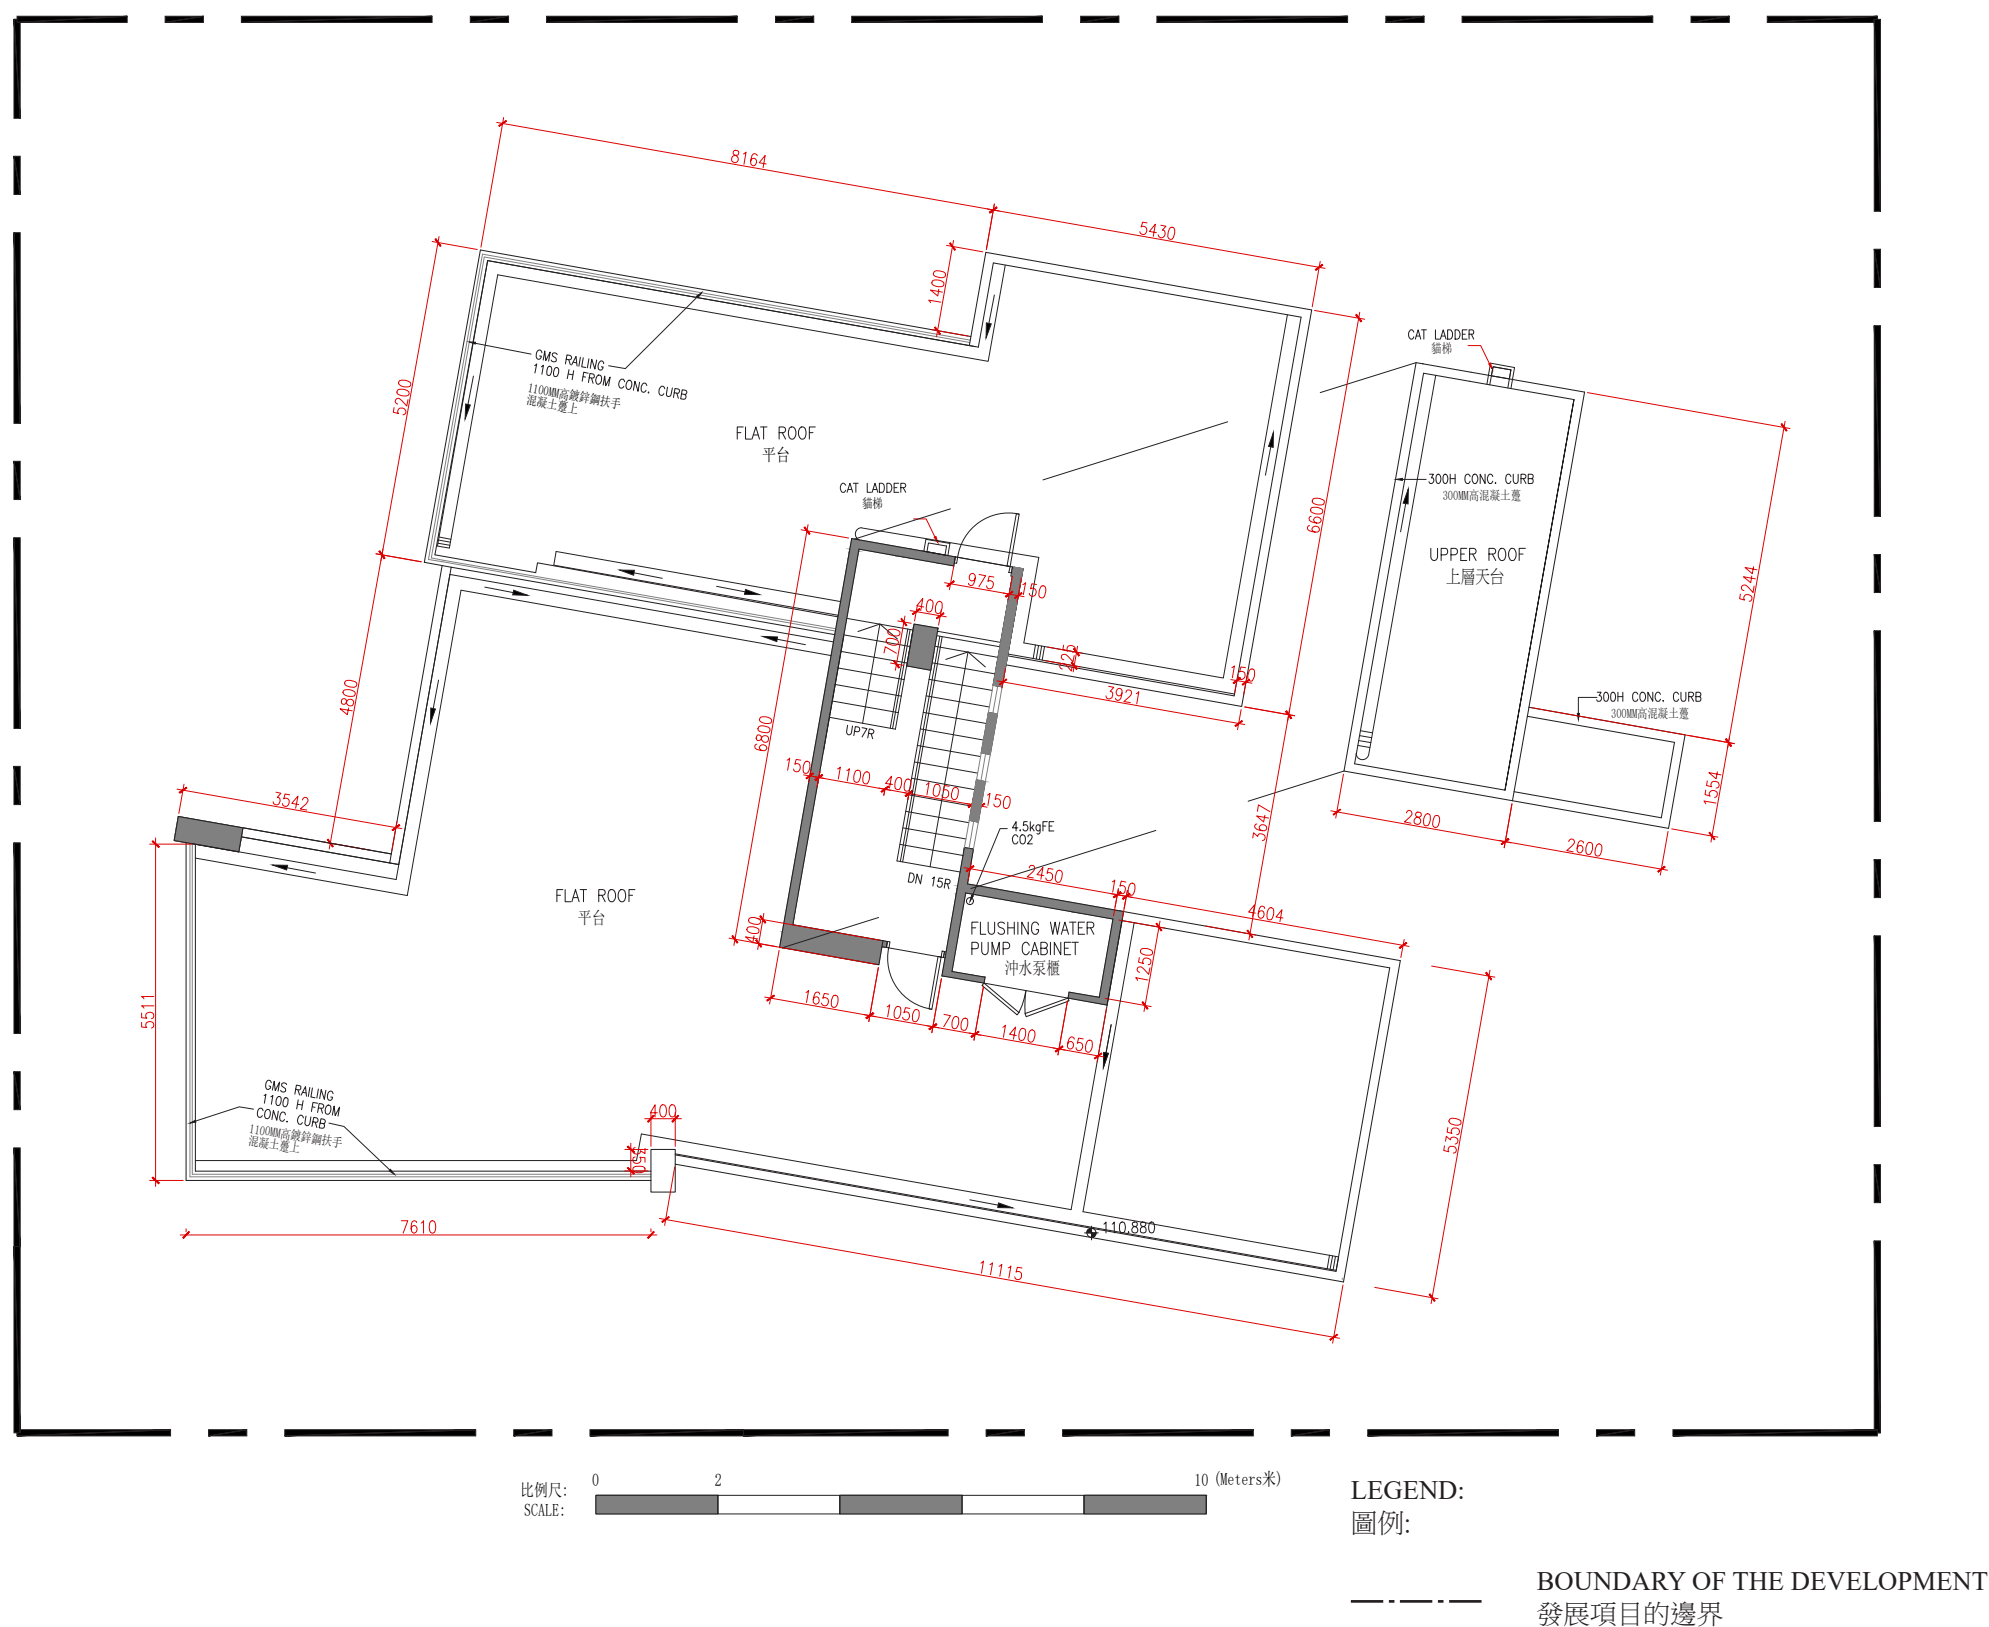 8164
5430
1400
CAT LADDER
貓梯
GMS RAILING
1100 H FROM CONC. CURB
1100MM高鍍鋅鋼扶手
混凝土躉上
5200
FLAT ROOF
平台
CAT LADDER
貓梯
6600
300H CONC. CURB
300MM高混凝土躉
UPPER ROOF
上層天台
5244
975
150
400
700
225
150
3921
4800
6800
UP7R
300H CONC. CURB
300MM高混凝土躉
150
1100
400
1050
150
3542
4.5kgFE
CO2
3647
2800
1554
2600
DN 15R
2450
150
4604
FLAT ROOF
平台
400
FLUSHING WATER
PUMP CABINET
沖水泵櫃
1250
5511
1650
1050
700
1400
650
GMS RAILING
1100 H FROM
CONC. CURB
1100MM高鍍鋅鋼扶手
混凝土躉上
400
350
5350
7610
110.880
11115
比例尺:
SCALE:
0 2 10 (Meters米)
LEGEND:
圖例:
BOUNDARY OF THE DEVELOPMENT
發展項目的邊界